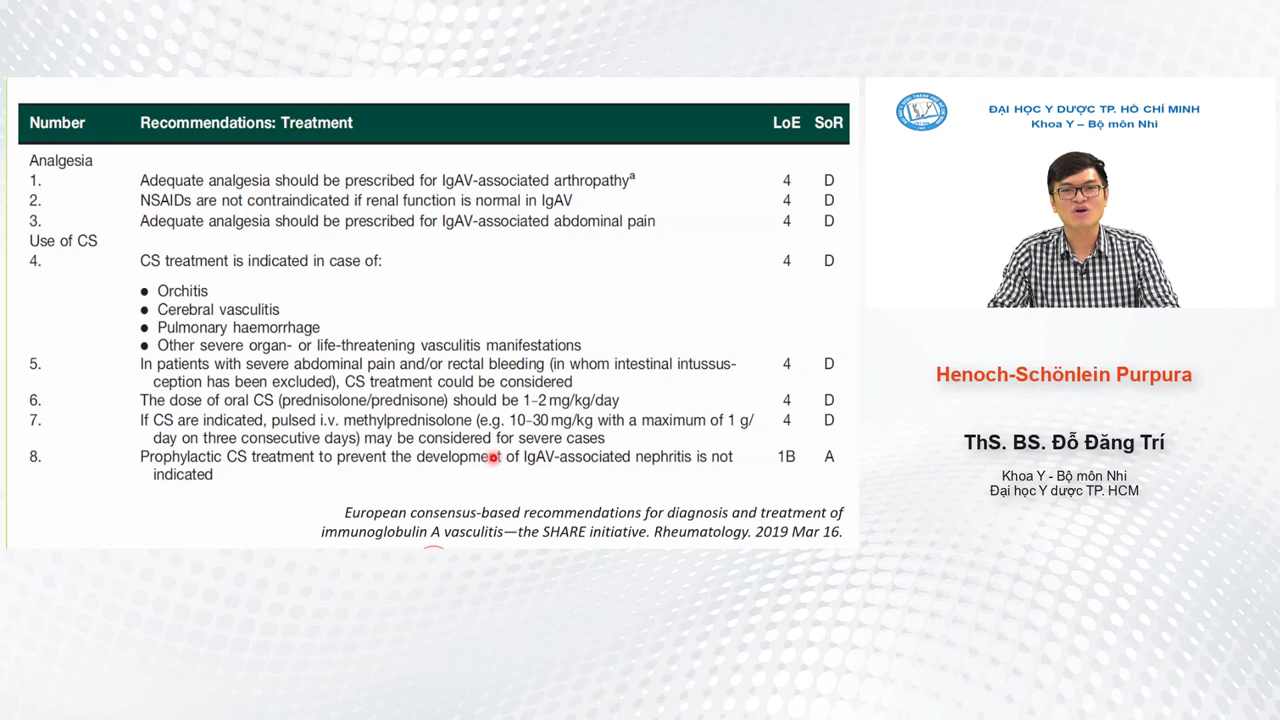 Number Recommendations: Treatment LoE SoR
Analgesia
1. Adequate analgesia should be prescribed for IgAV-associated arthropathyᵃ 4 D
2. NSAIDs are not contraindicated if renal function is normal in IgAV 4 D
3. Adequate analgesia should be prescribed for IgAV-associated abdominal pain 4 D
Use of CS
4. CS treatment is indicated in case of: 4 D
● Orchitis
● Cerebral vasculitis
● Pulmonary haemorrhage
● Other severe organ- or life-threatening vasculitis manifestations
5. In patients with severe abdominal pain and/or rectal bleeding (in whom intestinal intussus- 4 D
ception has been excluded), CS treatment could be considered
6. The dose of oral CS (prednisolone/prednisone) should be 1–2 mg/kg/day 4 D
7. If CS are indicated, pulsed i.v. methylprednisolone (e.g. 10–30 mg/kg with a maximum of 1 g/ 4 D
day on three consecutive days) may be considered for severe cases
8. Prophylactic CS treatment to prevent the development of IgAV-associated nephritis is not 1B A
indicated
European consensus-based recommendations for diagnosis and treatment of
immunoglobulin A vasculitis—the SHARE initiative. Rheumatology. 2019 Mar 16.
ĐẠI HỌC Y DƯỢC TP. HỒ CHÍ MINH
Khoa Y – Bộ môn Nhi
Henoch-Schönlein Purpura
ThS. BS. Đỗ Đăng Trí
Khoa Y - Bộ môn Nhi
Đại học Y dược TP. HCM